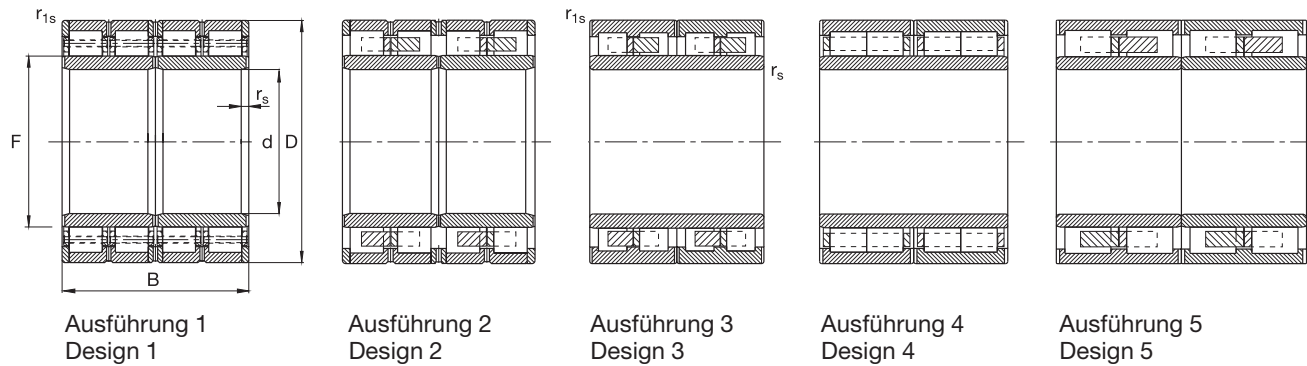 r1s
r1s
rs
rs
F
d
D
B
Ausführung 1
Design 1
Ausführung 2
Design 2
Ausführung 3
Design 3
Ausführung 4
Design 4
Ausführung 5
Design 5